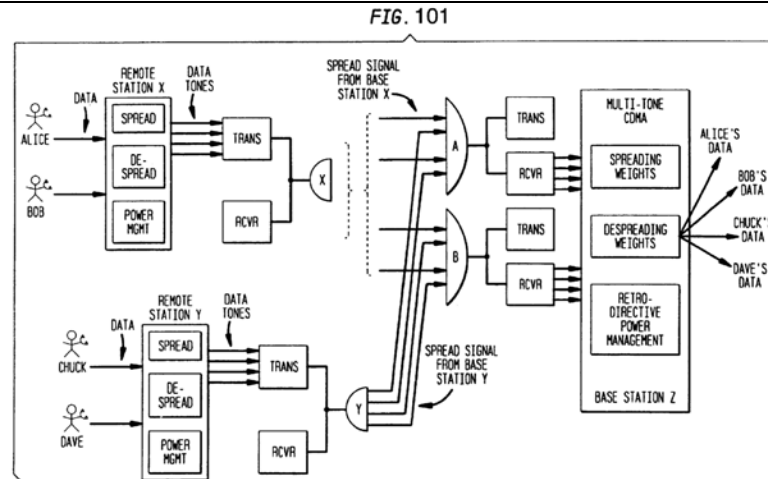 FIG. 101
REMOTE
STATION X
DATA
DATA
TONES
ALICE
BOB
SPREAD
DE-
SPREAD
POWER
MGMT
TRANS
RCVR
X
SPREAD SIGNAL
FROM BASE
STATION X
A
B
TRANS
RCVR
TRANS
RCVR
MULTI-TONE
CDMA
SPREADING
WEIGHTS
DESPREADING
WEIGHTS
RETRO-
DIRECTIVE
POWER
MANAGEMENT
BASE STATION Z
ALICE'S
DATA
BOB'S
DATA
CHUCK'S
DATA
DAVE'S
DATA
REMOTE
STATION Y
DATA
DATA
TONES
CHUCK
DAVE
SPREAD
DE-
SPREAD
POWER
MGMT
TRANS
RCVR
Y
SPREAD SIGNAL
FROM BASE
STATION Y